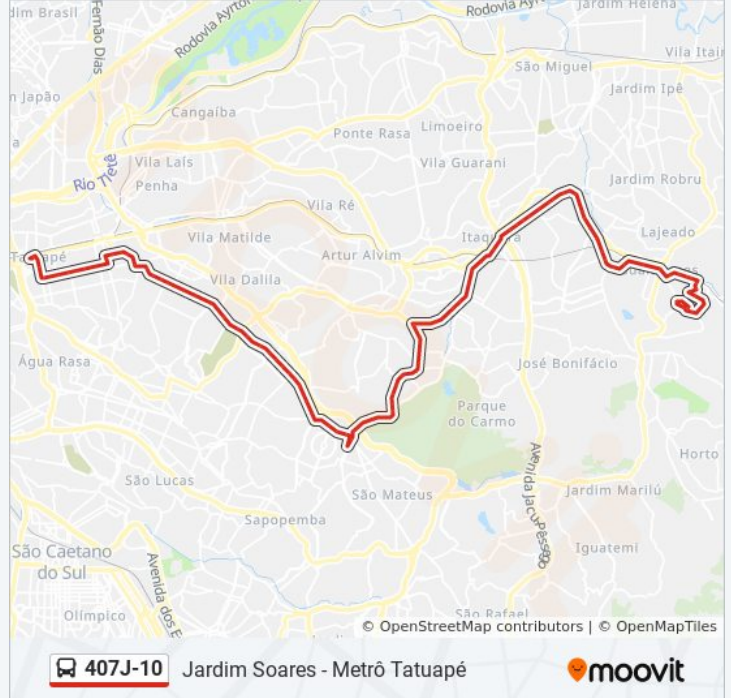 dim Brasil
Fernão Dias
Rodovia Ayrton
Rodovia Ayr
Jardim Helena
Vila Itaim
São Miguel
Jardim Ipê
n Japão
Cangaíba
Ponte Rasa
Limoeiro
Vila Laís
Vila Guarani
Rio Tietê
Penha
Jardim Robru
Vila Ré
Lajeado
Vila Matilde
Itaquera
Artur Alvim
Tatuapé
Vila Dalila
Água Rasa
José Bonifácio
Parque
do Carmo
Horto
São Lucas
São Mateus
Avenida Jacu-Pêssego
Jardim Marilú
Sapopemba
São Caetano
do Sul
Avenida dos E
Iguatemi
Olímpico
São Rafael
© OpenStreetMap contributors | © OpenMapTiles
407J-10 Jardim Soares - Metrô Tatuapé
moovit